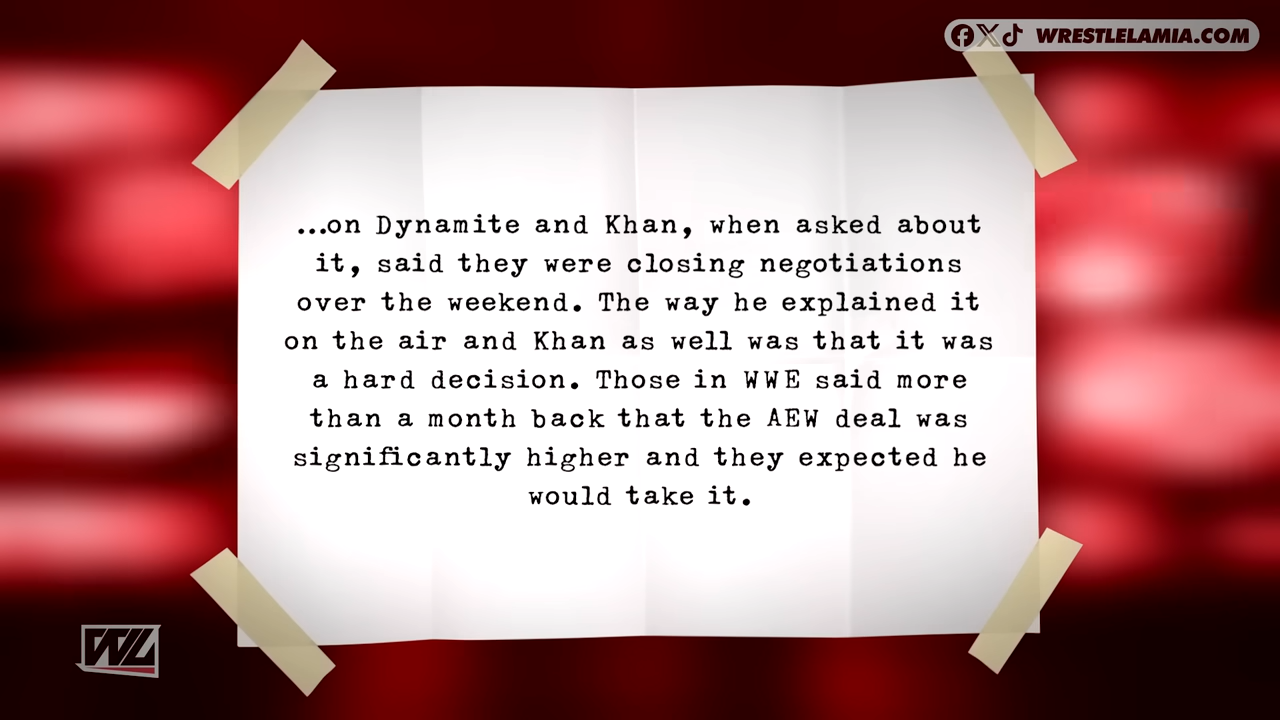 WRESTLELAMIA.COM
...on Dynamite and Khan, when asked about
it, said they were closing negotiations
over the weekend. The way he explained it
on the air and Khan as well was that it was
a hard decision. Those in WWE said more
than a month back that the AEW deal was
significantly higher and they expected he
would take it.
WL